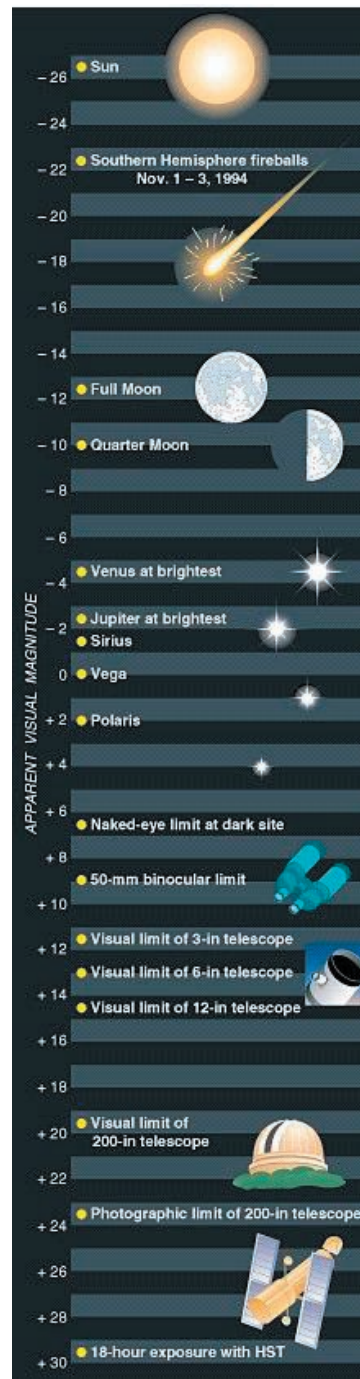 Sun
− 26
− 24
Southern Hemisphere fireballs
− 22
Nov. 1 – 3, 1994
− 20
− 18
− 16
− 14
Full Moon
− 12
Quarter Moon
− 10
− 8
− 6
Venus at brightest
− 4
Jupiter at brightest
− 2
Sirius
Vega
0
Polaris
+ 2
+ 4
+ 6
Naked-eye limit at dark site
+ 8
50-mm binocular limit
+ 10
Visual limit of 3-in telescope
+ 12
Visual limit of 6-in telescope
+ 14
Visual limit of 12-in telescope
+ 16
+ 18
Visual limit of
+ 20
200-in telescope
+ 22
Photographic limit of 200-in telescope
+ 24
+ 26
+ 28
18-hour exposure with HST
+ 30
APPARENT VISUAL MAGNITUDE